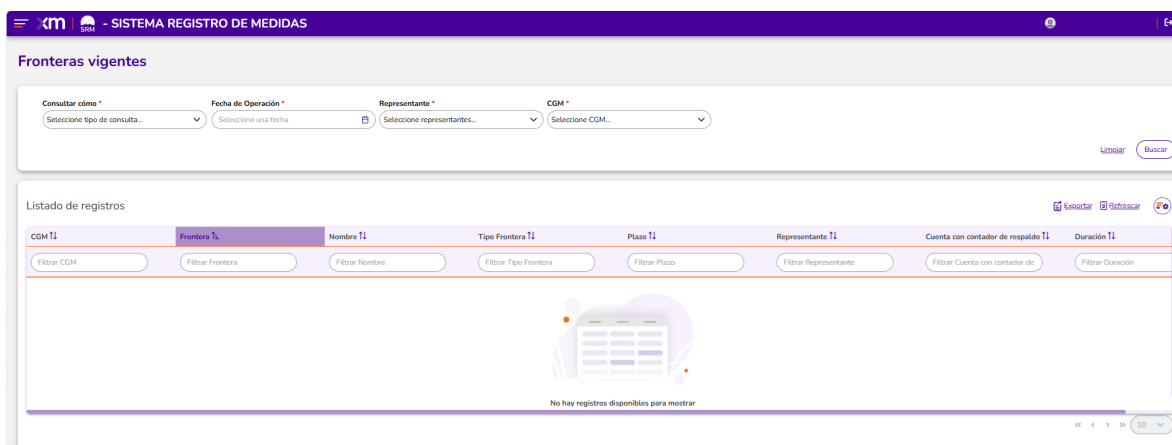 xm SRM - SISTEMA REGISTRO DE MEDIDAS
Fronteras vigentes
Consultar cómo * Fecha de Operación * Representante * CGM *
Seleccione tipo de consulta... Seleccione una fecha Seleccione representantes... Seleccione CGM...
Limpiar Buscar
Listado de registros Exportar Refrescar
CGM Frontera Nombre Tipo Frontera Plazo Representante Cuenta con contador de respaldo Duración
Filtrar CGM Filtrar Frontera Filtrar Nombre Filtrar Tipo Frontera Filtrar Plazo Filtrar Representante Filtrar Cuenta con contador de Filtrar Duración
No hay registros disponibles para mostrar
« < > » 10